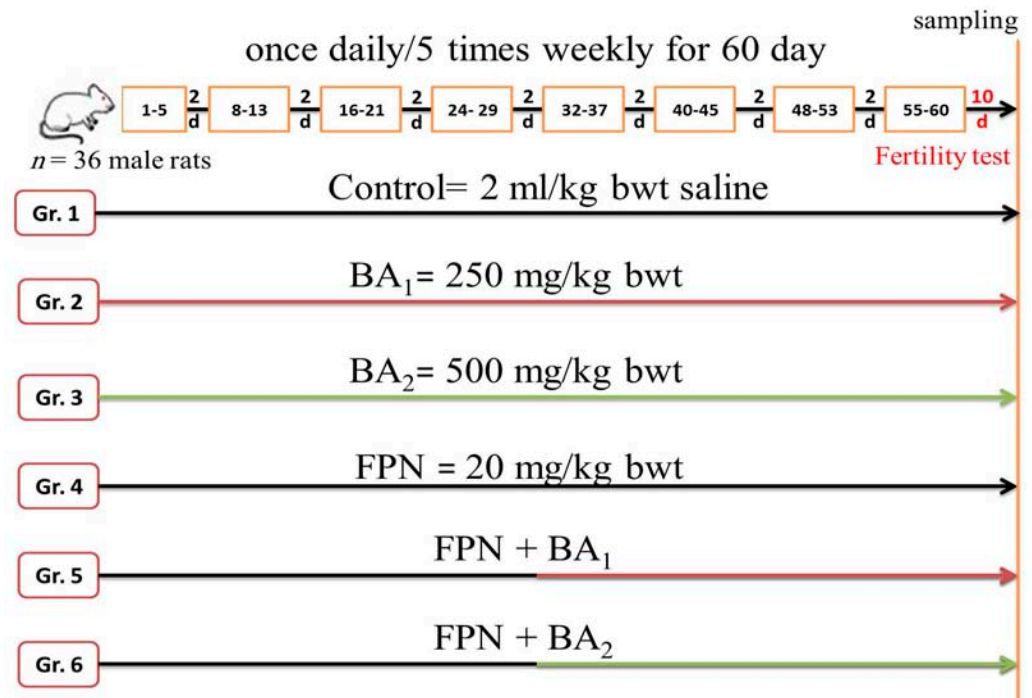 sampling
once daily/5 times weekly for 60 day
1-5 2 d 8-13 2 d 16-21 2 d 24- 29 2 d 32-37 2 d 40-45 2 d 48-53 2 d 55-60 10 d
n = 36 male rats
Fertility test
Control= 2 ml/kg bwt saline
Gr. 1
BA₁= 250 mg/kg bwt
Gr. 2
BA₂= 500 mg/kg bwt
Gr. 3
FPN = 20 mg/kg bwt
Gr. 4
FPN + BA₁
Gr. 5
FPN + BA₂
Gr. 6